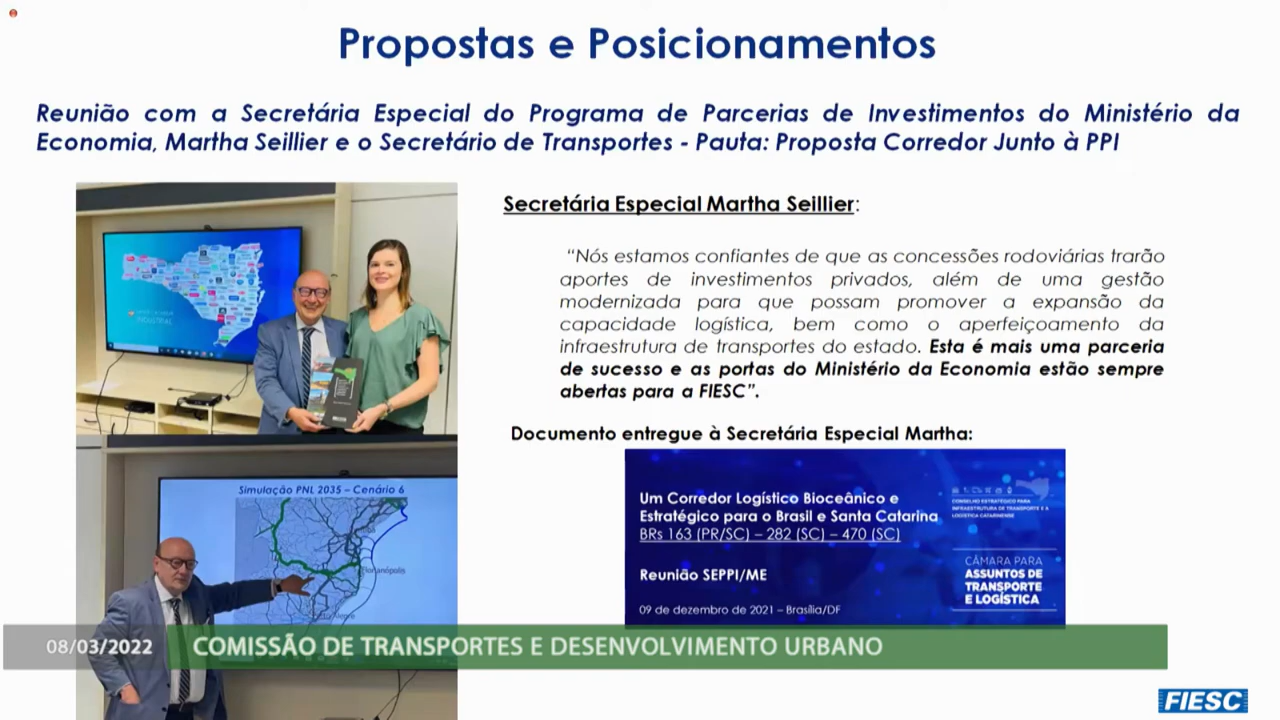 Propostas e Posicionamentos
Reunião com a Secretária Especial do Programa de Parcerias de Investimentos do Ministério da
Economia, Martha Seillier e o Secretário de Transportes - Pauta: Proposta Corredor Junto à PPI
Secretária Especial Martha Seillier:
“Nós estamos confiantes de que as concessões rodoviárias trarão
aportes de investimentos privados, além de uma gestão
modernizada para que possam promover a expansão da
capacidade logística, bem como o aperfeiçoamento da
infraestrutura de transportes do estado. Esta é mais uma parceria
de sucesso e as portas do Ministério da Economia estão sempre
abertas para a FIESC”.
Documento entregue à Secretária Especial Martha:
Um Corredor Logístico Bioceânico e
Estratégico para o Brasil e Santa Catarina
BRs 163 (PR/SC) – 282 (SC) – 470 (SC)
Reunião SEPPI/ME
09 de dezembro de 2021 – Brasília/DF
CONSELHO ESTRATÉGICO PARA
INFRAESTRUTURA DE TRANSPORTE E A
LOGÍSTICA CATARINENSE
CÂMARA PARA
ASSUNTOS DE
TRANSPORTE
E LOGÍSTICA
Simulação PNL 2035 – Cenário 6
Florianópolis
08/03/2022
COMISSÃO DE TRANSPORTES E DESENVOLVIMENTO URBANO
FIESC